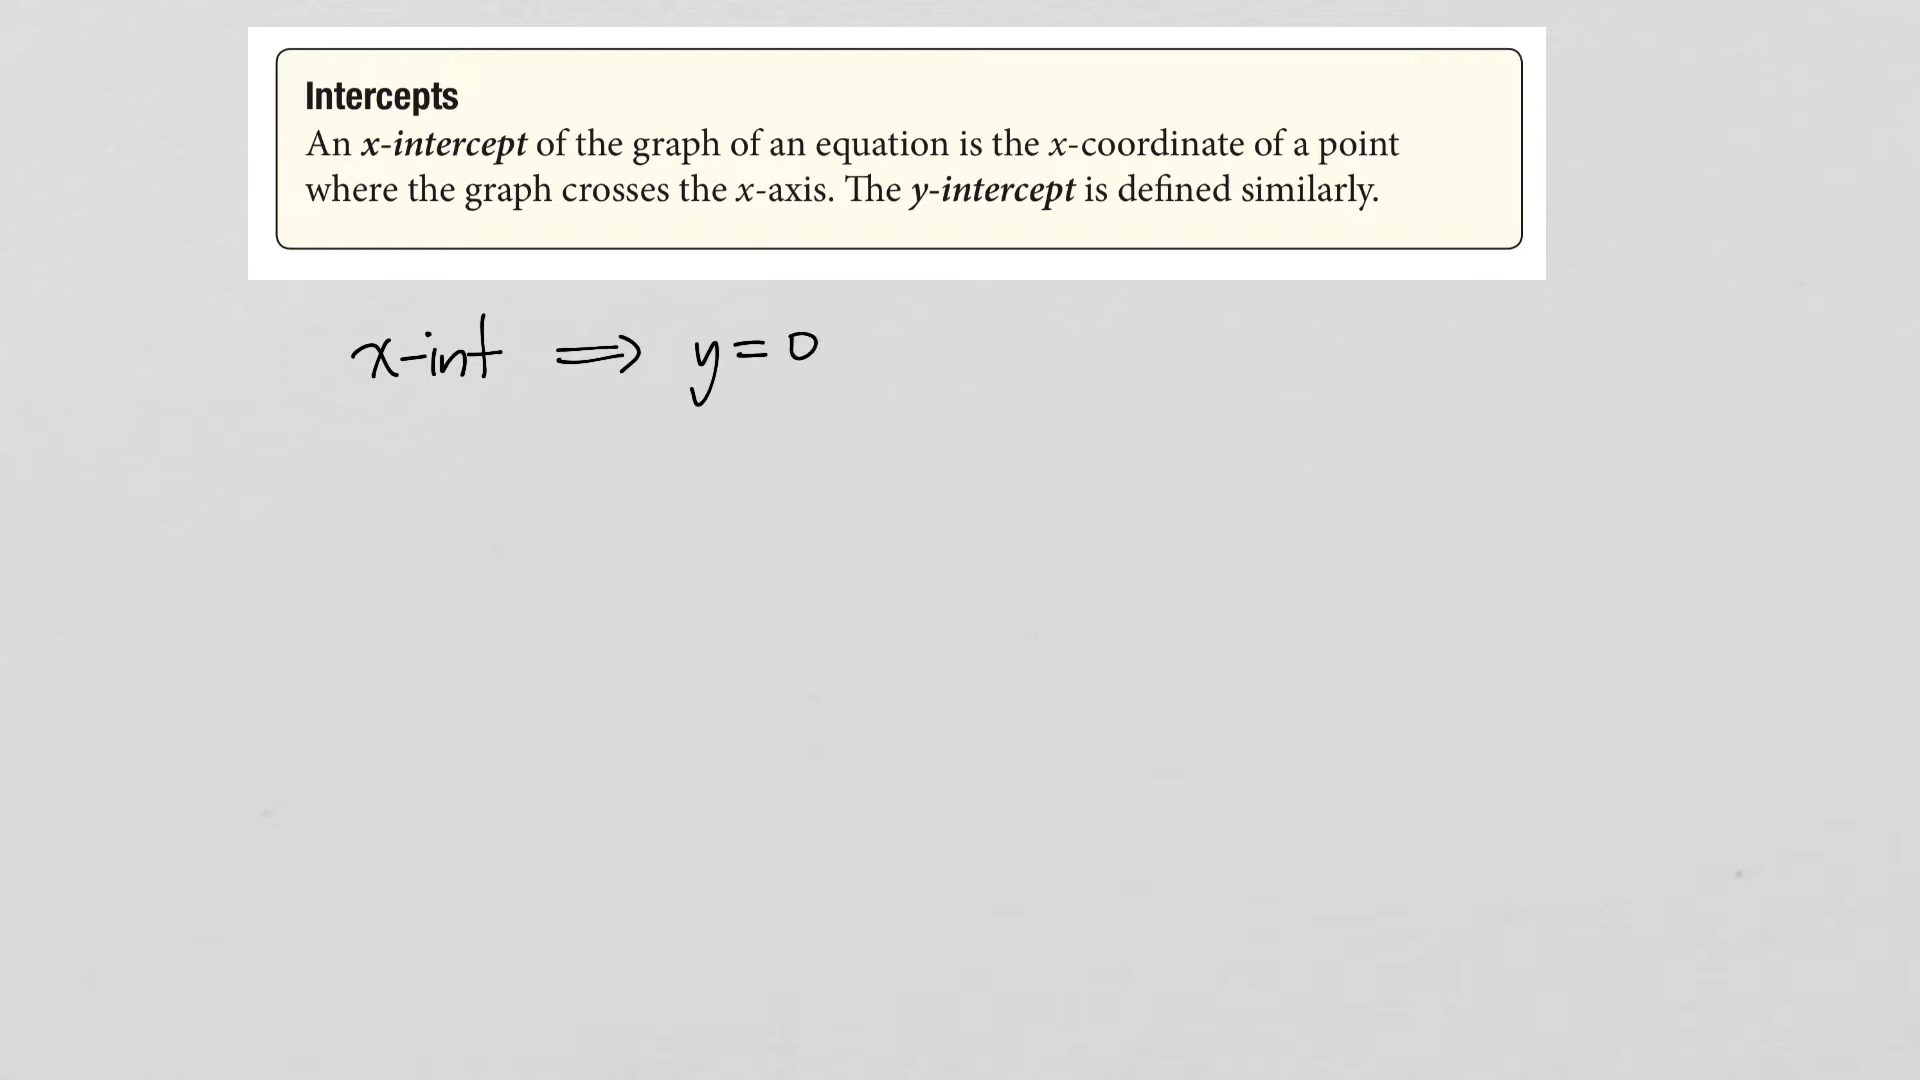 Intercepts
An x-intercept of the graph of an equation is the x-coordinate of a point
where the graph crosses the x-axis. The y-intercept is defined similarly.
x-int ⟹ y = 0